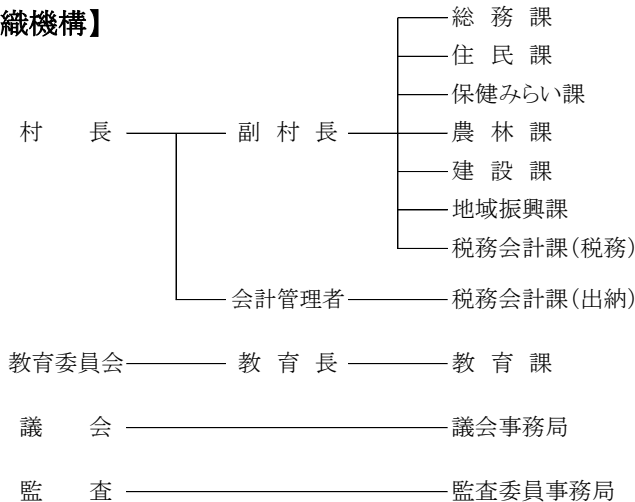 織機構】
総務課
住民課
保健みらい課
村長 副村長 農林課
建設課
地域振興課
税務会計課(税務)
会計管理者 税務会計課(出納)
教育委員会 教育長 教育課
議会 議会事務局
監査 監査委員事務局